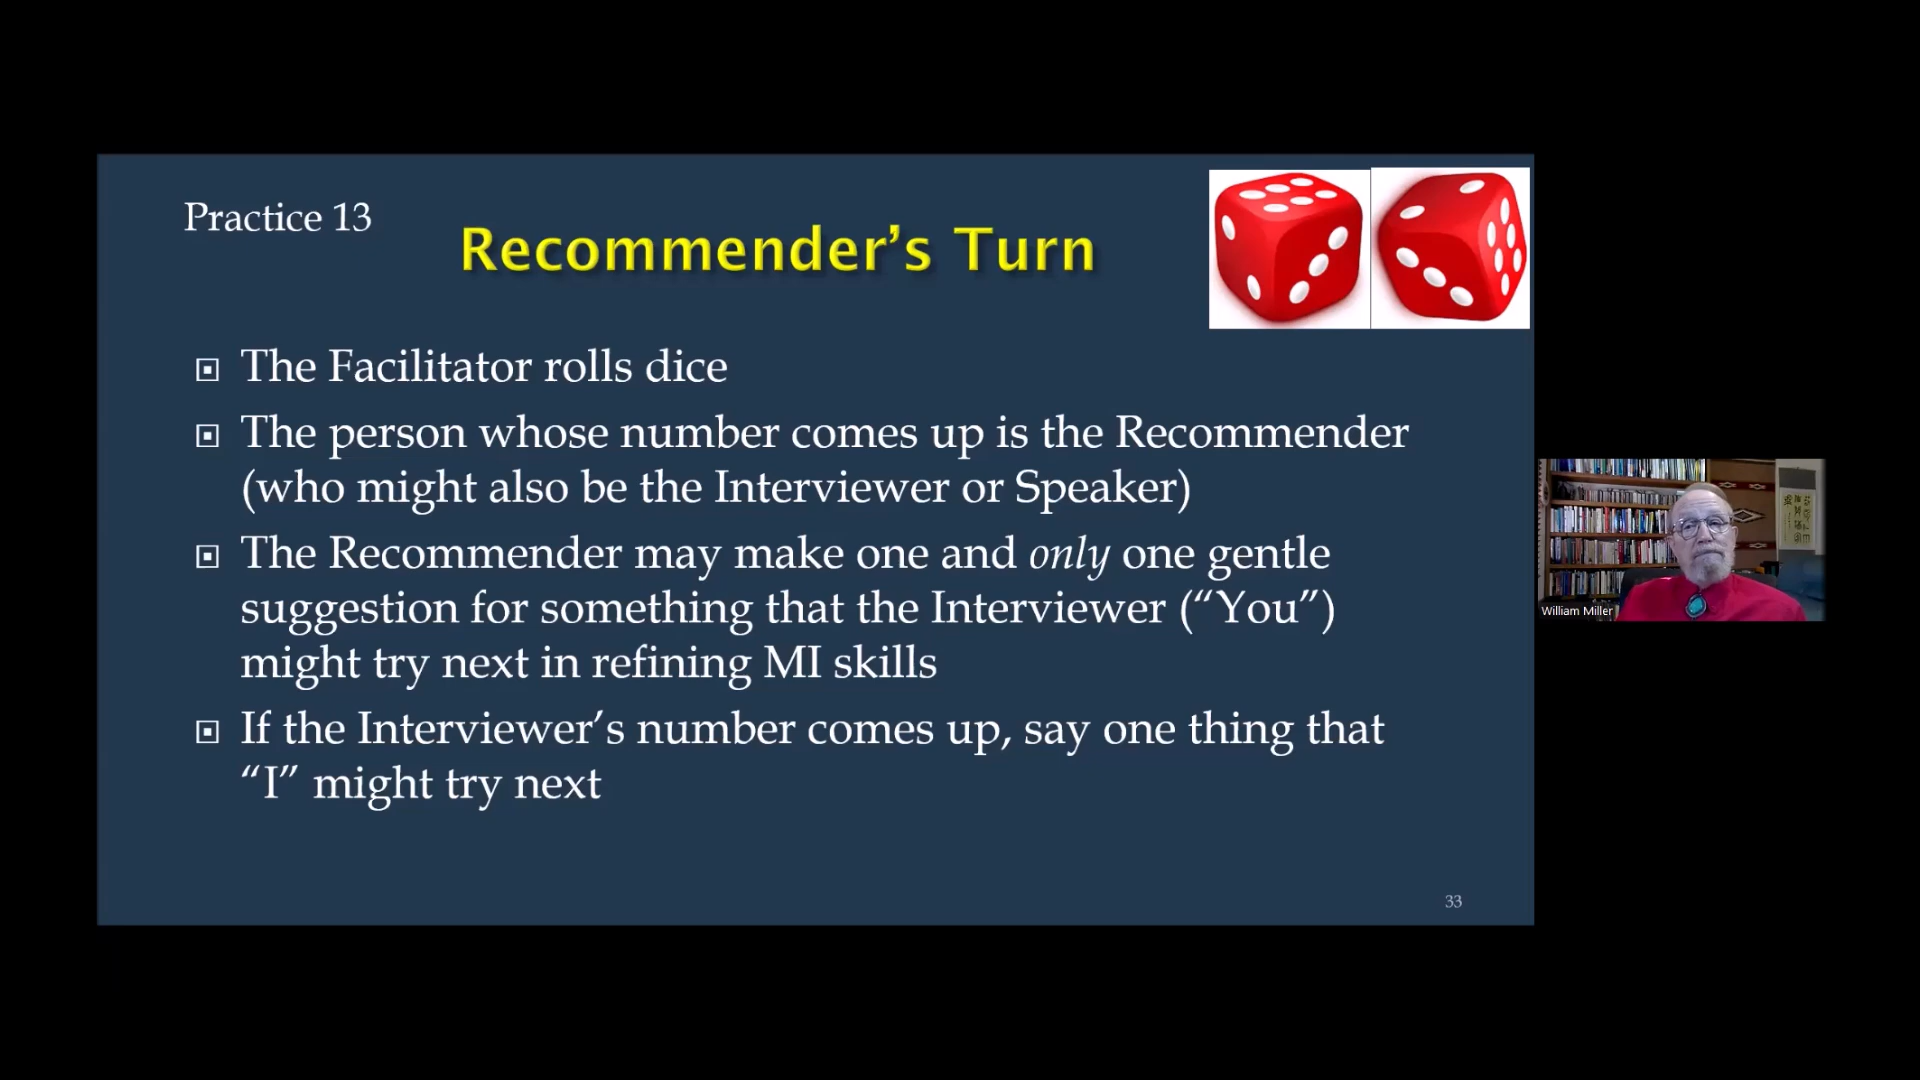 Practice 13
Recommender’s Turn
The Facilitator rolls dice
The person whose number comes up is the Recommender
(who might also be the Interviewer or Speaker)
The Recommender may make one and only one gentle
suggestion for something that the Interviewer (“You”)
might try next in refining MI skills
If the Interviewer’s number comes up, say one thing that
“I” might try next
33
William Miller